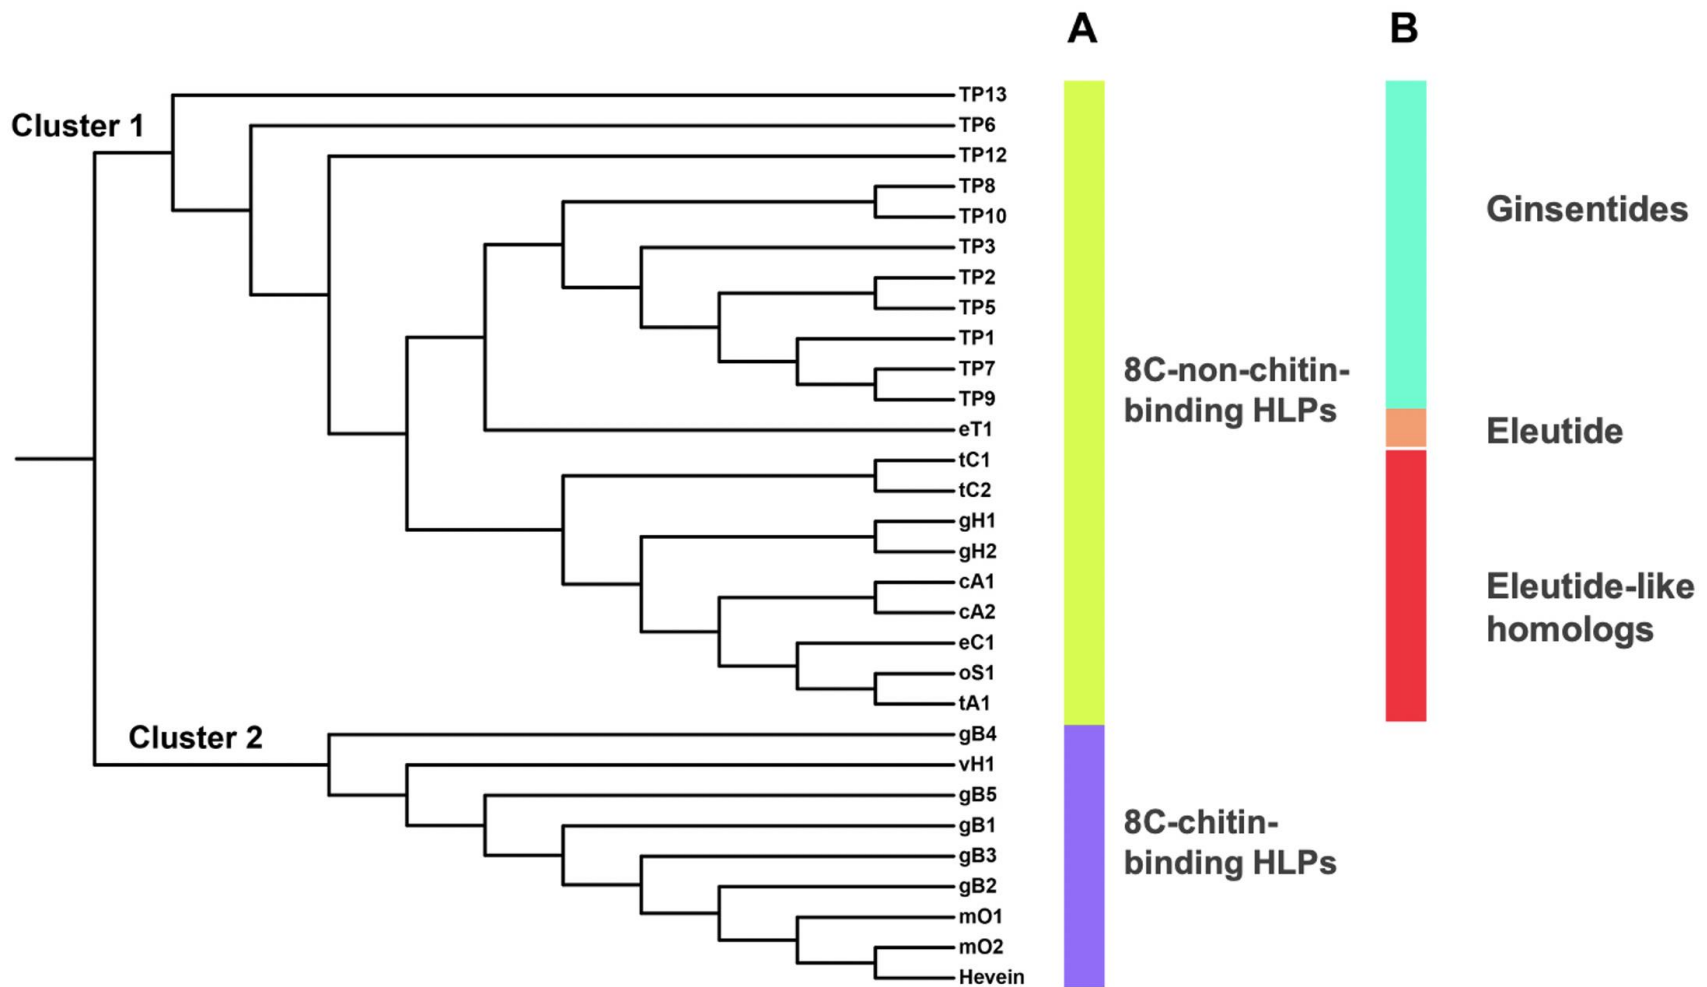 A
B
Cluster 1
TP13
TP6
TP12
TP8
TP10
TP3
TP2
TP5
TP1
TP7
TP9
eT1
tC1
tC2
gH1
gH2
cA1
cA2
eC1
oS1
tA1
Cluster 2
gB4
vH1
gB5
gB1
gB3
gB2
mO1
mO2
Hevein
8C-non-chitin-
binding HLPs
8C-chitin-
binding HLPs
Ginsentides
Eleutide
Eleutide-like
homologs